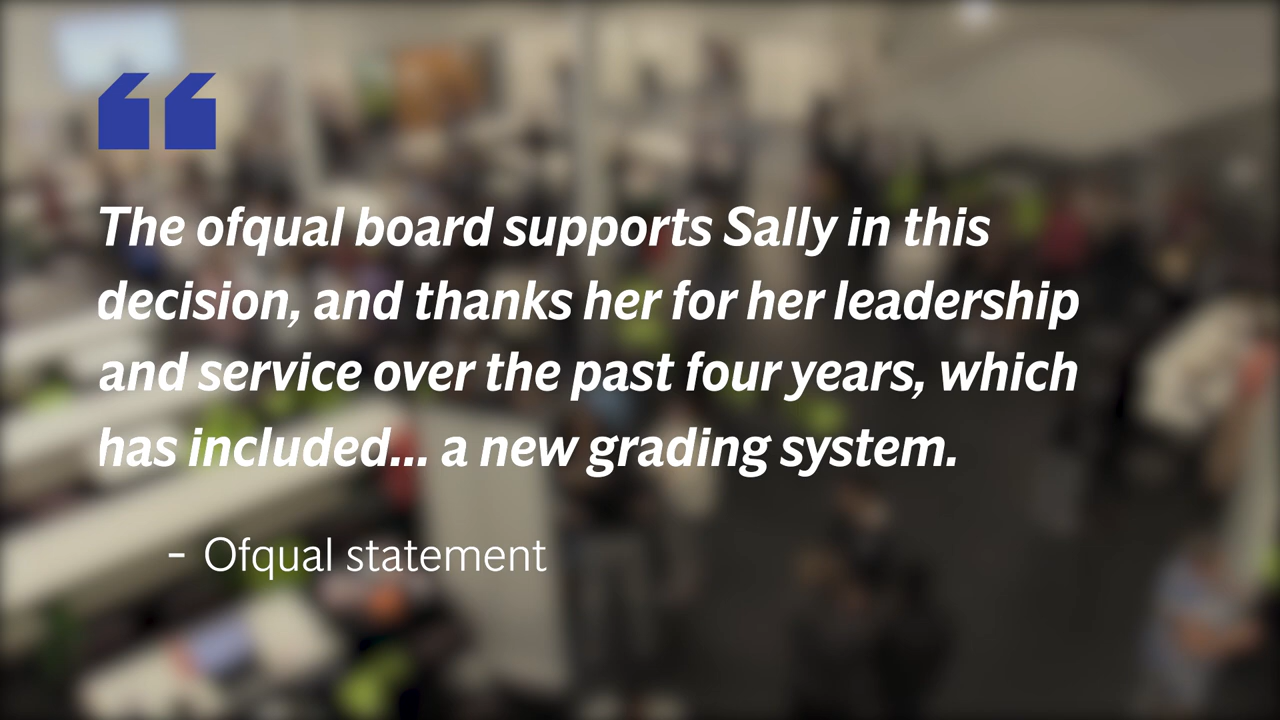 “
The ofqual board supports Sally in this
decision, and thanks her for her leadership
and service over the past four years, which
has included... a new grading system.
- Ofqual statement